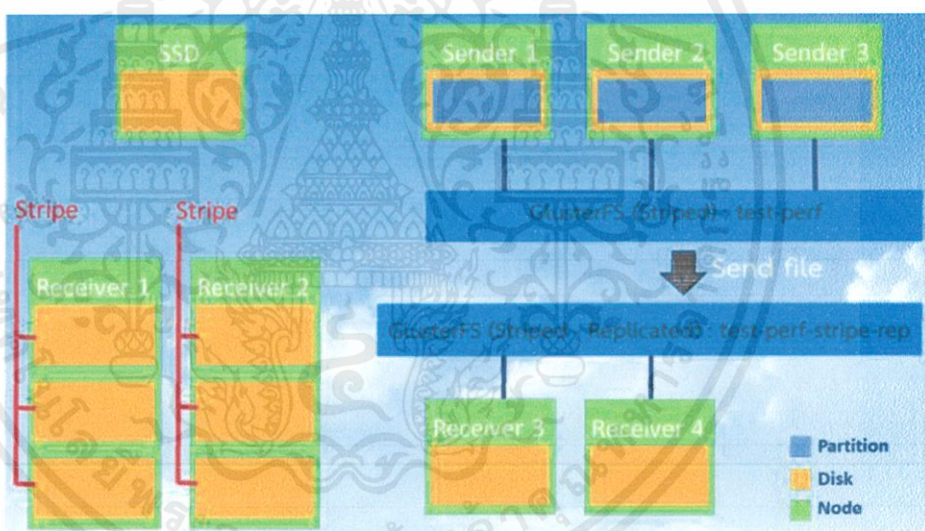 SSD
Sender 1
Sender 2
Sender 3
GlusterFS (Striped) : test-perf
Send file
Stripe
Stripe
Receiver 1
Receiver 2
GlusterFS (Striped - Replicated) : test-perf-stripe-rep
Receiver 3
Receiver 4
Partition
Disk
Node